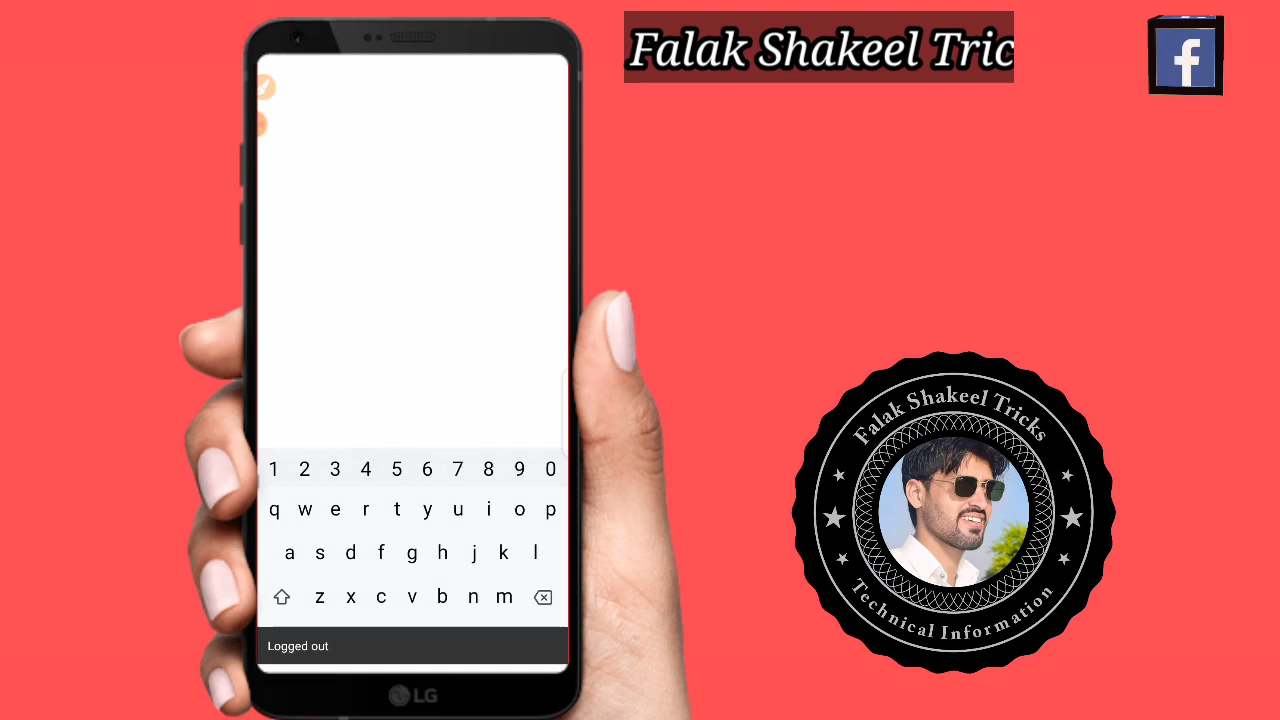 Falak Shakeel Tric
f
Falak Shakeel Tricks
Technical Information
1 2 3 4 5 6 7 8 9 0
q w e r t y u i o p
a s d f g h j k l
z x c v b n m
Logged out
LG